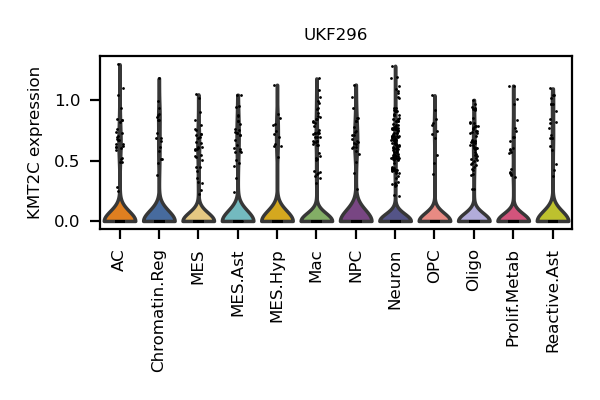 UKF296
KMT2C expression
1.0
0.5
0.0
AC
Chromatin.Reg
MES
MES.Ast
MES.Hyp
Mac
NPC
Neuron
OPC
Oligo
Prolif.Metab
Reactive.Ast